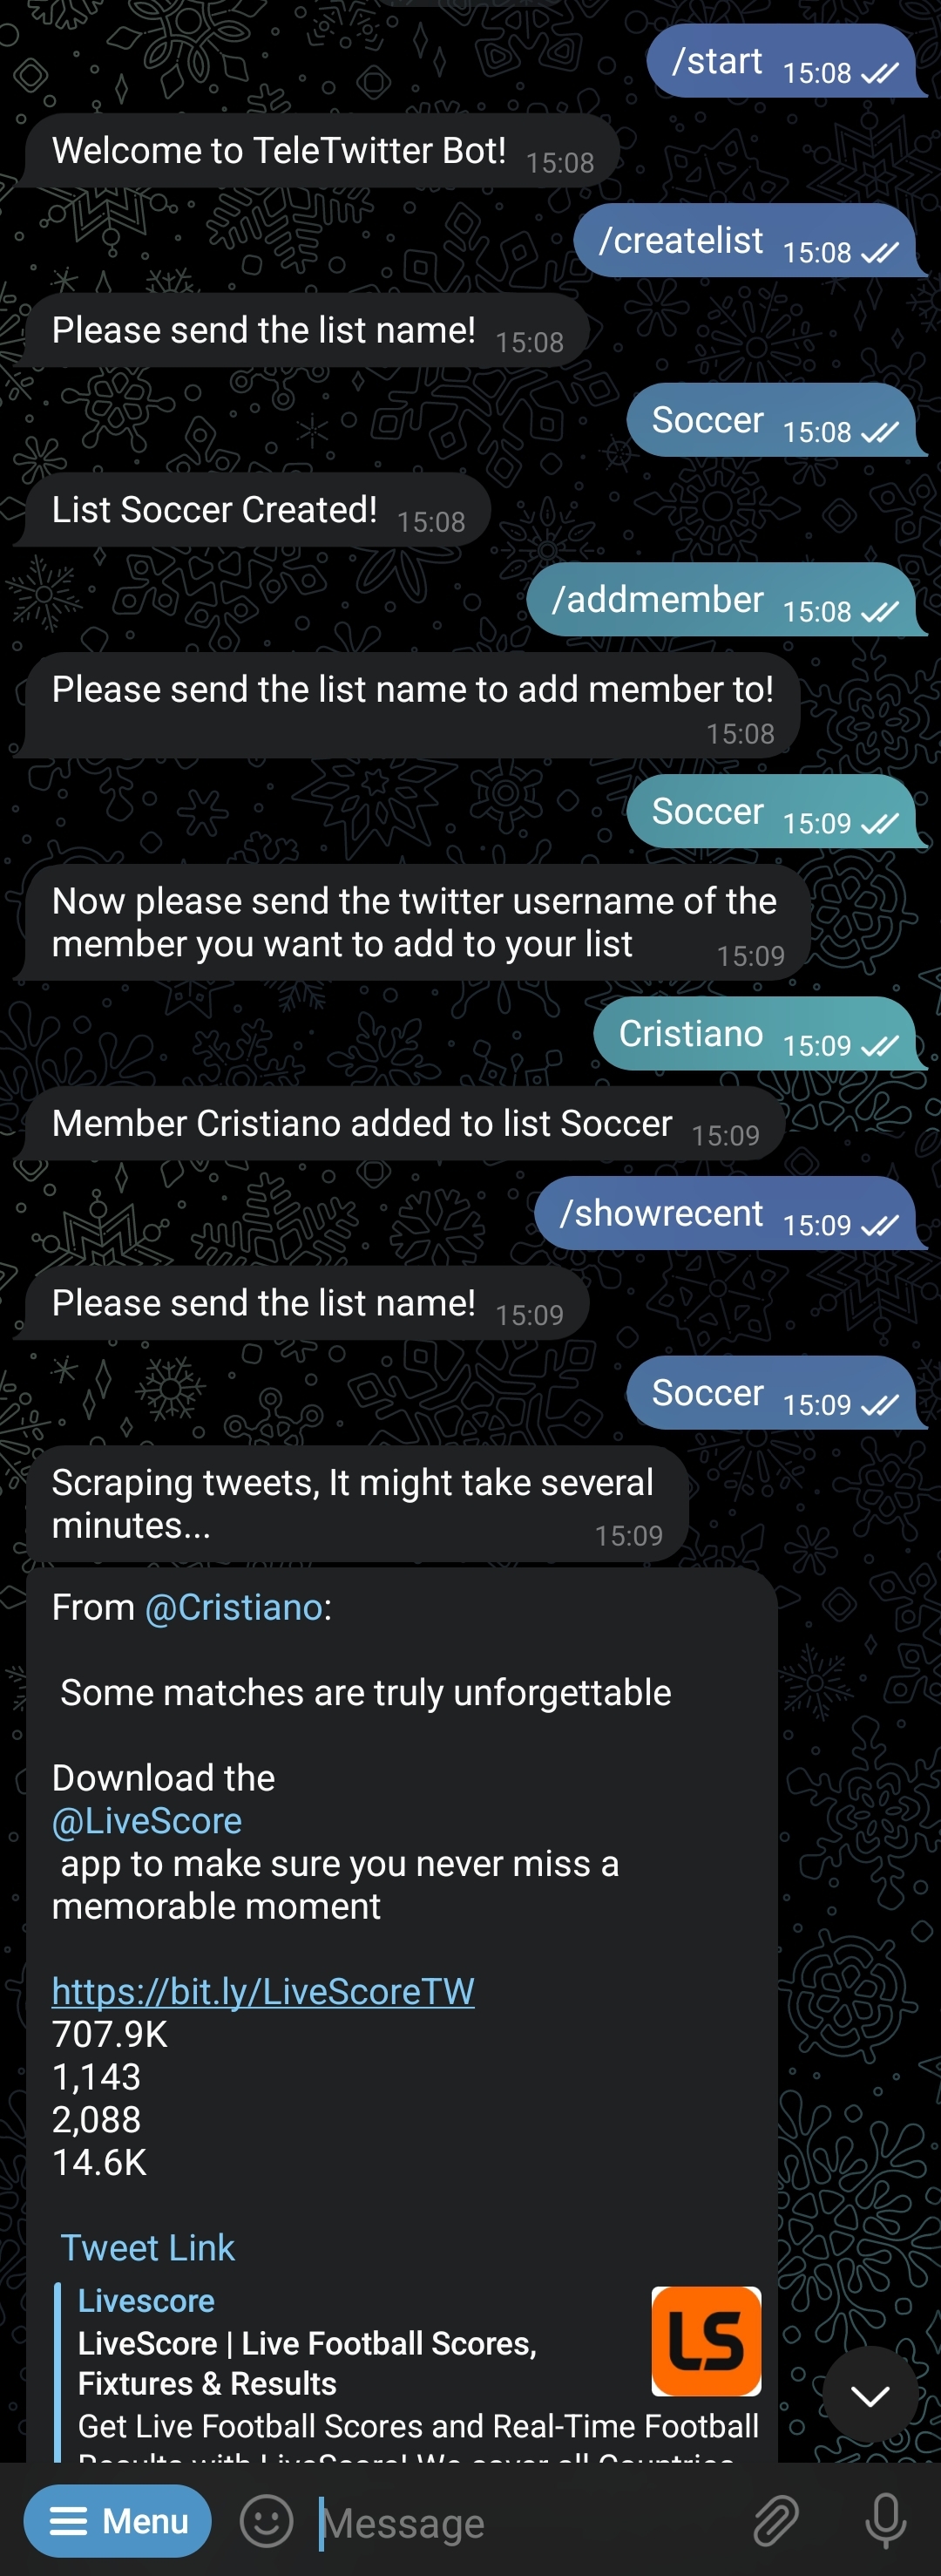 /start 15:08
Welcome to TeleTwitter Bot! 15:08
/createlist 15:08
Please send the list name! 15:08
Soccer 15:08
List Soccer Created! 15:08
/addmember 15:08
Please send the list name to add member to!
15:08
Soccer 15:09
Now please send the twitter username of the
member you want to add to your list 15:09
Cristiano 15:09
Member Cristiano added to list Soccer 15:09
/showrecent 15:09
Please send the list name! 15:09
Soccer 15:09
Scraping tweets, It might take several
minutes... 15:09
From @Cristiano:
Some matches are truly unforgettable
Download the
@LiveScore
app to make sure you never miss a
memorable moment
https://bit.ly/LiveScoreTW
707.9K
1,143
2,088
14.6K
Tweet Link
Livescore
LiveScore | Live Football Scores,
Fixtures & Results
LS
Get Live Football Scores and Real-Time Football
Results with LiveScore! We cover all Countries,
Menu
Message